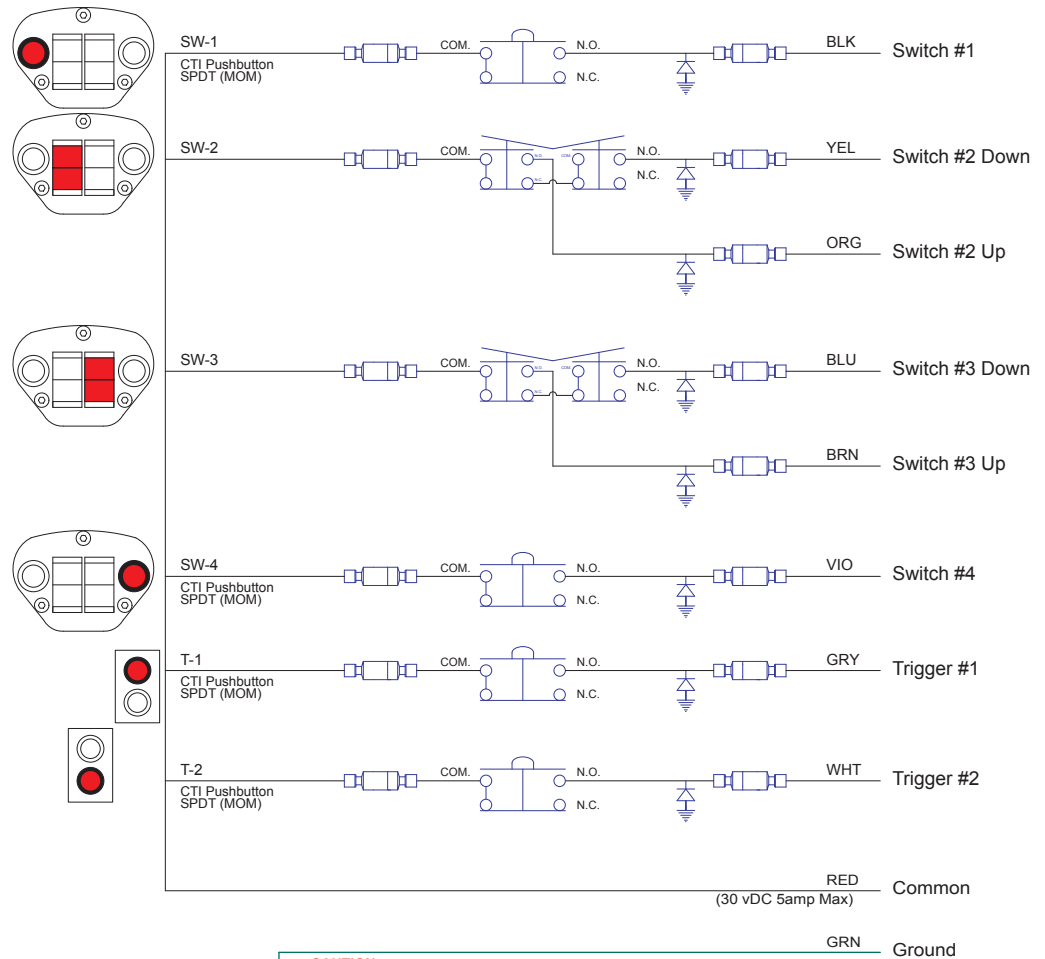 SW-1 COM. N.O. BLK Switch #1
CTI Pushbutton
SPDT (MOM) N.C.
SW-2 COM. N.O. COM. N.O. YEL Switch #2 Down
N.C. N.C.
ORG Switch #2 Up
SW-3 COM. N.O. COM. N.O. BLU Switch #3 Down
N.C. N.C.
BRN Switch #3 Up
SW-4 COM. N.O. VIO Switch #4
CTI Pushbutton
SPDT (MOM) N.C.
T-1 COM. N.O. GRY Trigger #1
CTI Pushbutton
SPDT (MOM) N.C.
T-2 COM. N.O. WHT Trigger #2
CTI Pushbutton
SPDT (MOM) N.C.
RED Common
(30 vDC 5amp Max)
GRN Ground